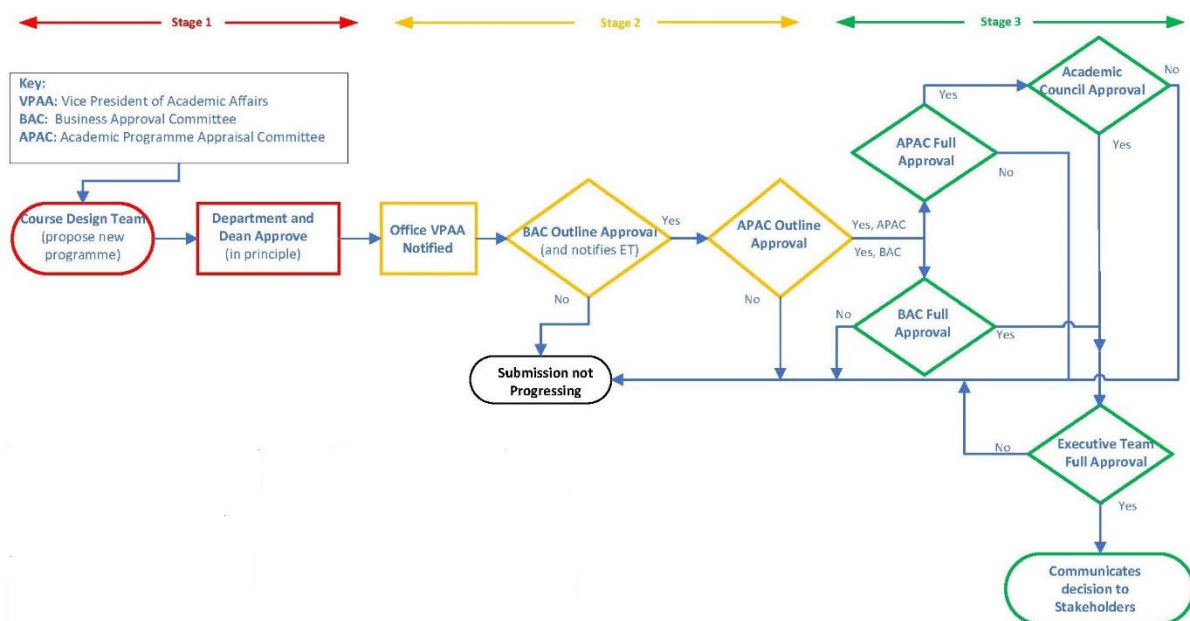 Stage 1
Stage 2
Stage 3
Key:
VPAA: Vice President of Academic Affairs
BAC: Business Approval Committee
APAC: Academic Programme Appraisal Committee
Course Design Team
(propose new
programme)
Department and
Dean Approve
(in principle)
Office VPAA
Notified
BAC Outline Approval
(and notifies ET)
Yes
No
APAC Outline
Approval
Yes, APAC
Yes, BAC
No
Submission not
Progressing
APAC Full
Approval
Yes
No
Academic
Council Approval
No
Yes
BAC Full
Approval
No
Yes
Executive Team
Full Approval
No
Yes
Communicates
decision to
Stakeholders